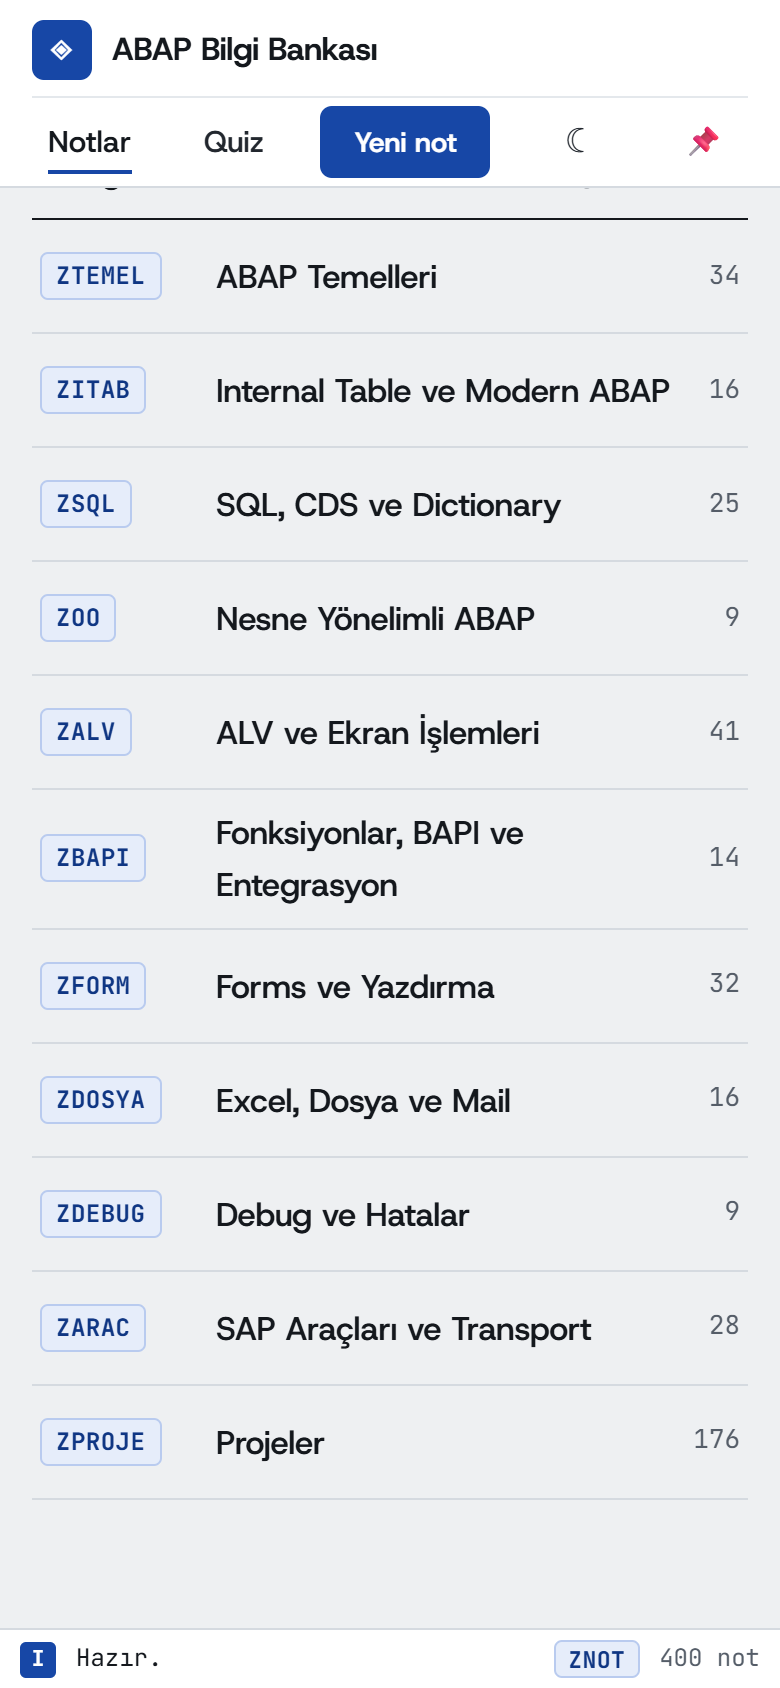 ABAP Bilgi Bankası
Notlar Quiz Yeni not
ZTEMEL ABAP Temelleri 34
ZITAB Internal Table ve Modern ABAP 16
ZSQL SQL, CDS ve Dictionary 25
ZOO Nesne Yönelimli ABAP 9
ZALV ALV ve Ekran İşlemleri 41
ZBAPI Fonksiyonlar, BAPI ve
Entegrasyon 14
ZFORM Forms ve Yazdırma 32
ZDOSYA Excel, Dosya ve Mail 16
ZDEBUG Debug ve Hatalar 9
ZARAC SAP Araçları ve Transport 28
ZPROJE Projeler 176
I Hazır. ZNOT 400 not